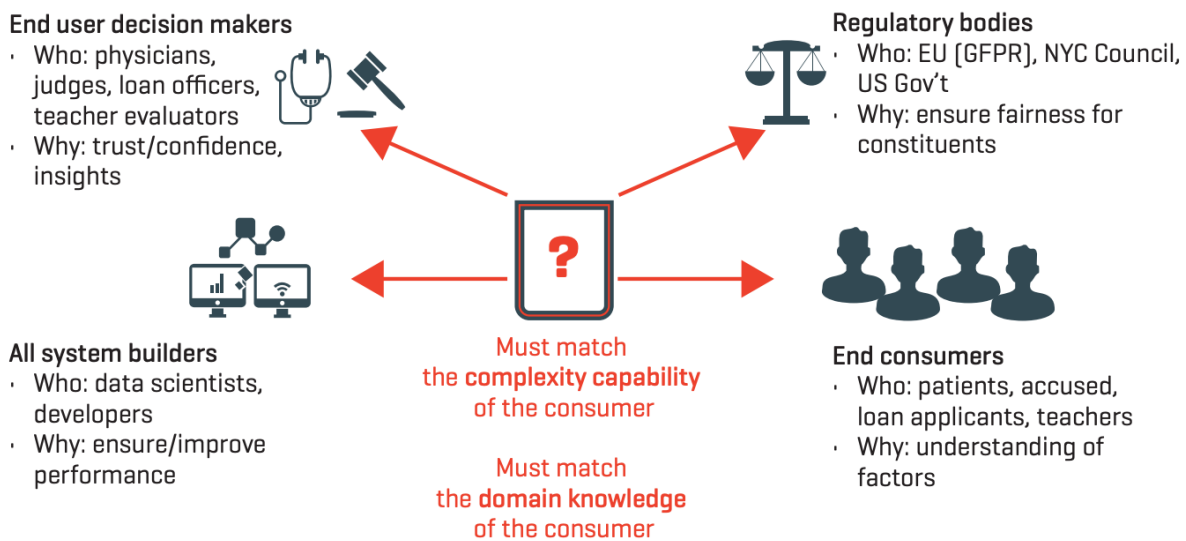 End user decision makers
· Who: physicians,
judges, loan officers,
teacher evaluators
· Why: trust/confidence,
insights
Regulatory bodies
· Who: EU (GFPR), NYC Council,
US Gov't
· Why: ensure fairness for
constituents
?
All system builders
· Who: data scientists,
developers
· Why: ensure/improve
performance
Must match
the complexity capability
of the consumer
Must match
the domain knowledge
of the consumer
End consumers
· Who: patients, accused,
loan applicants, teachers
· Why: understanding of
factors